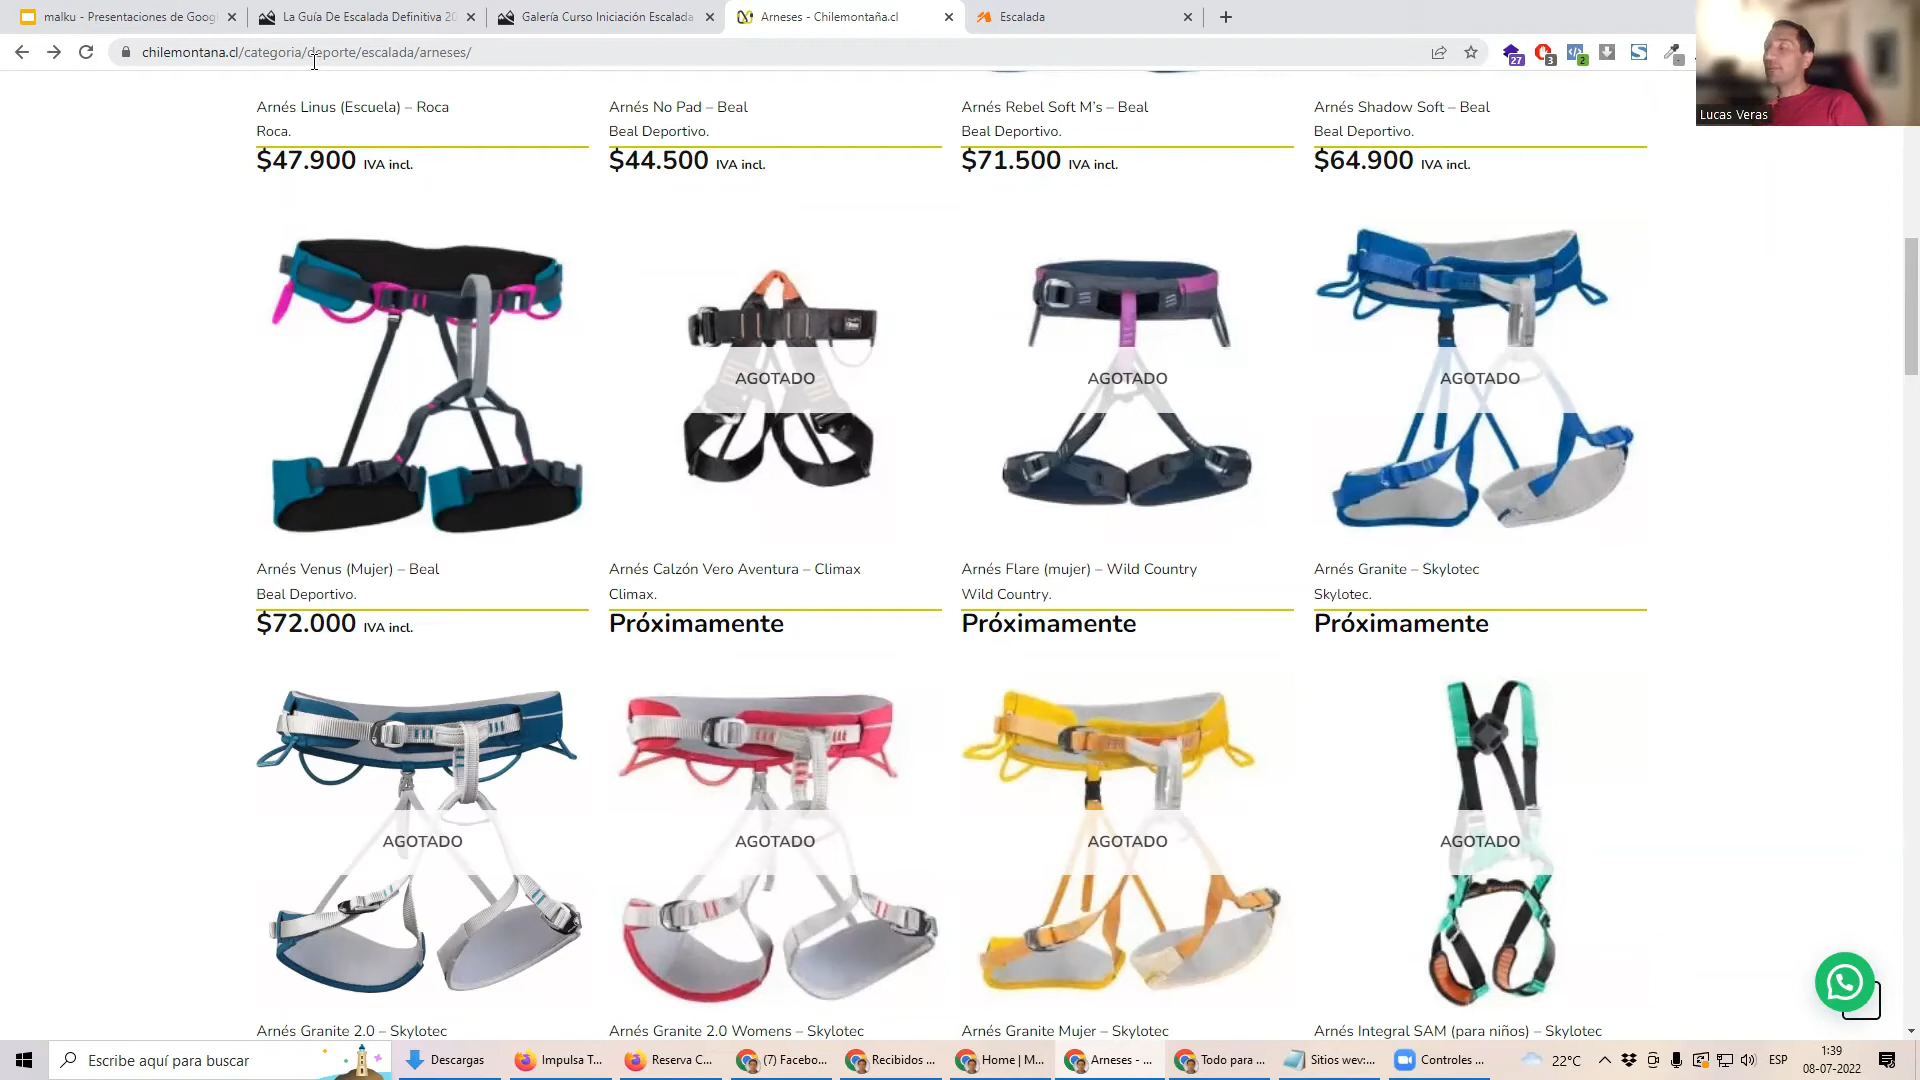 malku - Presentaciones de Goog
La Guía De Escalada Definitiva 20
Galería Curso Iniciación Escalada
Arneses - Chilemontaña.cl
Escalada
chilemontana.cl/categoria/deporte/escalada/arneses/
27
3
2
Lucas Veras
Arnés Linus (Escuela) – Roca
Roca.
$47.900 IVA incl.
Arnés No Pad – Beal
Beal Deportivo.
$44.500 IVA incl.
Arnés Rebel Soft M's – Beal
Beal Deportivo.
$71.500 IVA incl.
Arnés Shadow Soft – Beal
Beal Deportivo.
$64.900 IVA incl.
Arnés Venus (Mujer) – Beal
Beal Deportivo.
$72.000 IVA incl.
AGOTADO
Arnés Calzón Vero Aventura – Climax
Climax.
Próximamente
AGOTADO
Arnés Flare (mujer) – Wild Country
Wild Country.
Próximamente
AGOTADO
Arnés Granite – Skylotec
Skylotec.
Próximamente
AGOTADO
Arnés Granite 2.0 – Skylotec
AGOTADO
Arnés Granite 2.0 Womens – Skylotec
AGOTADO
Arnés Granite Mujer – Skylotec
AGOTADO
Arnés Integral SAM (para niños) – Skylotec
Escribe aquí para buscar
Descargas
Impulsa T...
Reserva C...
(7) Facebo...
Recibidos ...
Home | M...
Arneses - ...
Todo para ...
Sitios wev:...
Controles ...
22°C
ESP
1:39
08-07-2022